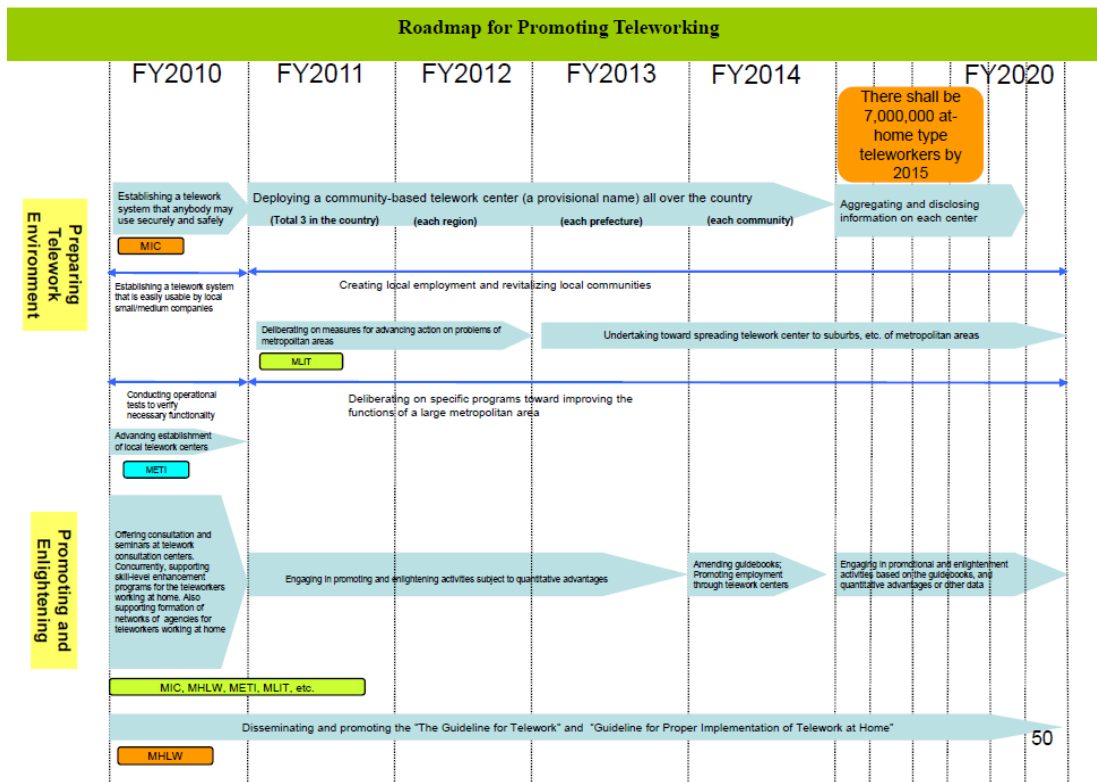 Roadmap for Promoting Teleworking
FY2010
FY2011
FY2012
FY2013
FY2014
FY2020
There shall be
7,000,000 at-
home type
teleworkers by
2015
Preparing
Telework
Environment
Establishing a telework
system that anybody may
use securely and safely
MIC
Deploying a community-based telework center (a provisional name) all over the country
(Total 3 in the country)
(each region)
(each prefecture)
(each community)
Aggregating and disclosing
information on each center
Establishing a telework system
that is easily usable by local
small/medium companies
Creating local employment and revitalizing local communities
Deliberating on measures for advancing action on problems of
metropolitan areas
MLIT
Undertaking toward spreading telework center to suburbs, etc. of metropolitan areas
Conducting operational
tests to verify
necessary functionality
Deliberating on specific programs toward improving the
functions of a large metropolitan area
Advancing establishment
of local telework centers
METI
Promoting and
Enlightening
Offering consultation and
seminars at telework
consultation centers.
Concurrently, supporting
skill-level enhancement
programs for the teleworkers
working at home. Also
supporting formation of
networks of agencies for
teleworkers working at home
Engaging in promoting and enlightening activities subject to quantitative advantages
Amending guidebooks;
Promoting employment
through telework centers
Engaging in promotional and enlightenment
activities based on the guidebooks, and
quantitative advantages or other data
MIC, MHLW, METI, MLIT, etc.
Disseminating and promoting the "The Guideline for Telework" and "Guideline for Proper Implementation of Telework at Home"
50
MHLW